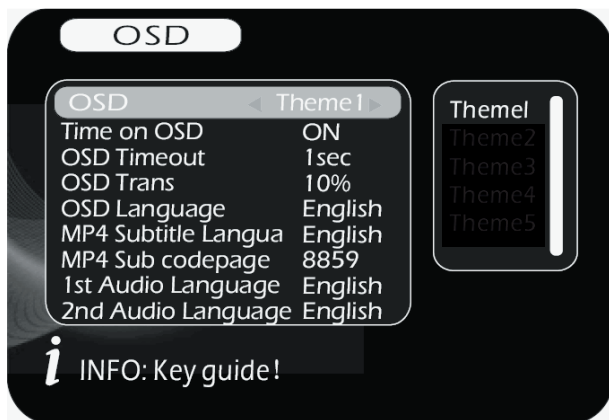 OSD
OSD Theme1
Time on OSD ON
OSD Timeout 1sec
OSD Trans 10%
OSD Language English
MP4 Subtitle Langua English
MP4 Sub codepage 8859
1st Audio Language English
2nd Audio Language English
Themel
Theme2
Theme3
Theme4
Theme5
i INFO: Key guide!